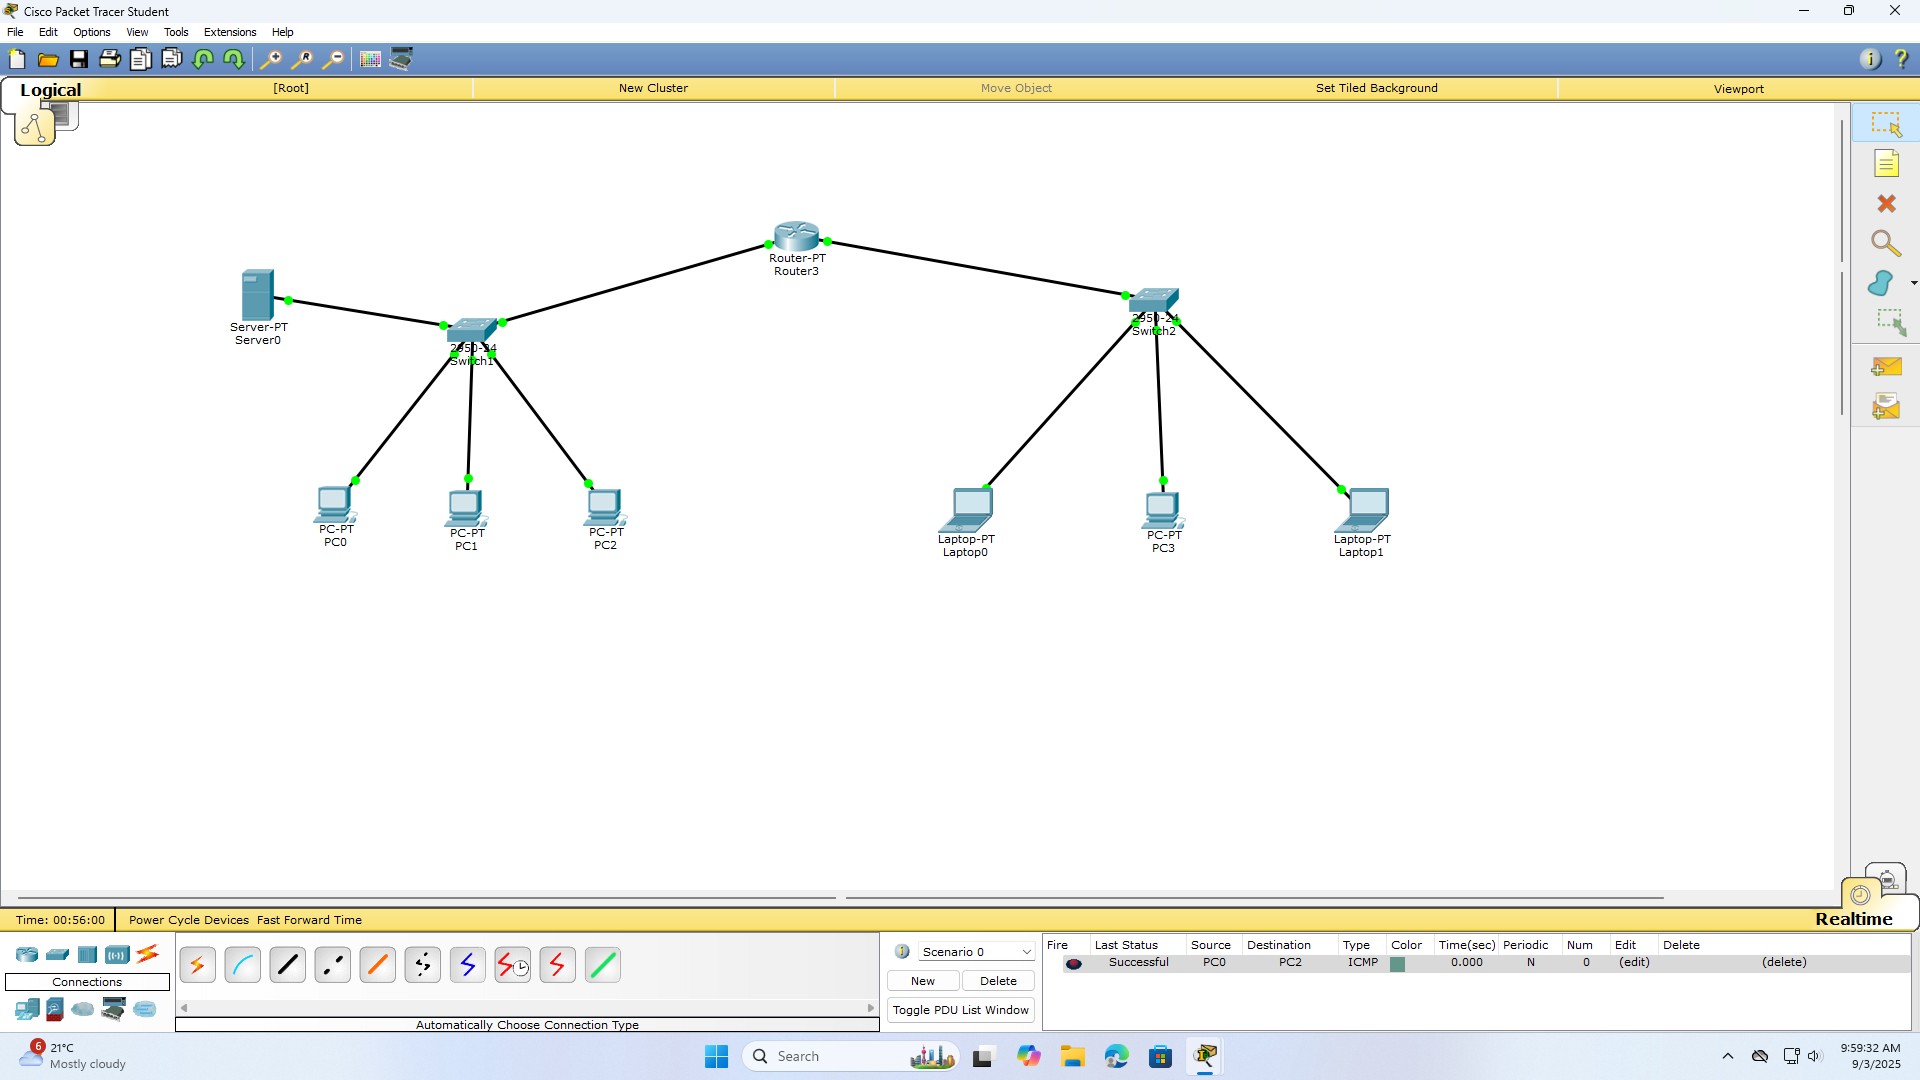 Cisco Packet Tracer Student
File Edit Options View Tools Extensions Help
Logical [Root] New Cluster Move Object Set Tiled Background Viewport
Router-PT
Router3
Server-PT
Server0
2950-24
Switch1
2950-24
Switch2
PC-PT
PC0
PC-PT
PC1
PC-PT
PC2
Laptop-PT
Laptop0
PC-PT
PC3
Laptop-PT
Laptop1
Time: 00:56:00 Power Cycle Devices Fast Forward Time Realtime
Connections
Automatically Choose Connection Type
Scenario 0
New Delete
Toggle PDU List Window
Fire Last Status Source Destination Type Color Time(sec) Periodic Num Edit Delete
Successful PC0 PC2 ICMP 0.000 N 0 (edit) (delete)
6
21°C
Mostly cloudy
Search
9:59:32 AM
9/3/2025